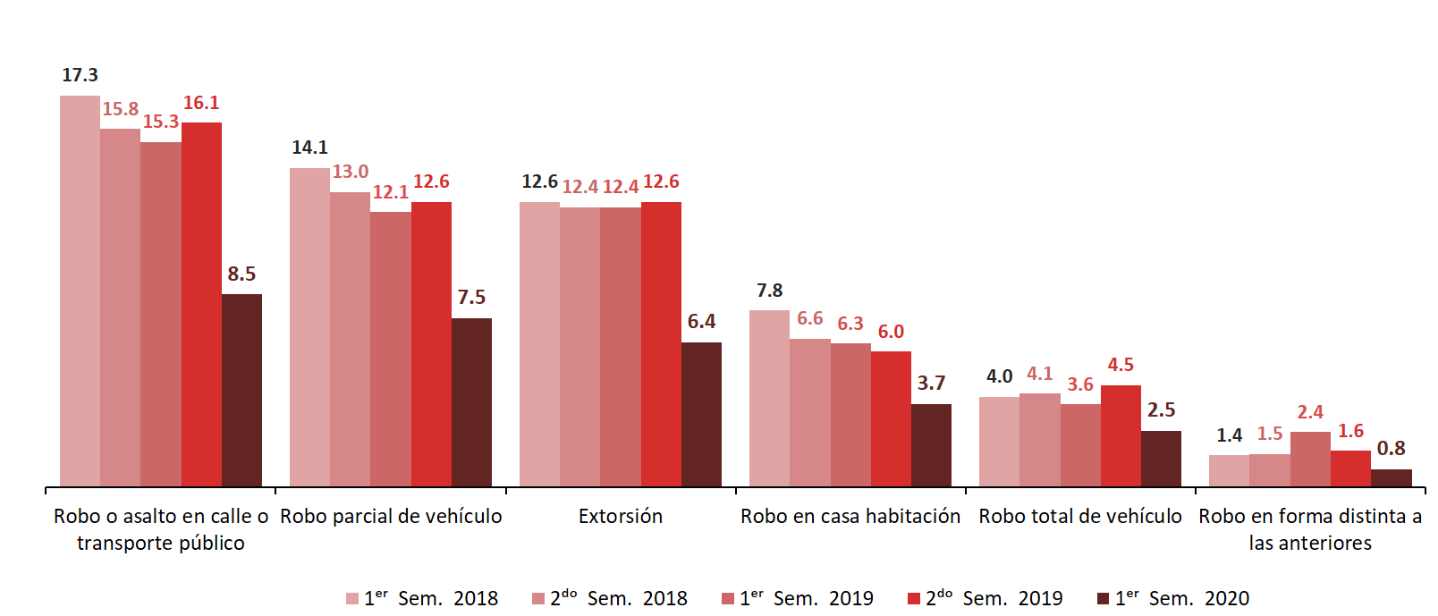 17.3 15.8 15.3 16.1 8.5
14.1 13.0 12.1 12.6 7.5
12.6 12.4 12.4 12.6 6.4
7.8 6.6 6.3 6.0 3.7
4.0 4.1 3.6 4.5 2.5
1.4 1.5 2.4 1.6 0.8
Robo o asalto en calle o
transporte público
Robo parcial de vehículo
Extorsión
Robo en casa habitación
Robo total de vehículo
Robo en forma distinta a
las anteriores
1ᵉʳ Sem. 2018 2ᵈᵒ Sem. 2018 1ᵉʳ Sem. 2019 2ᵈᵒ Sem. 2019 1ᵉʳ Sem. 2020